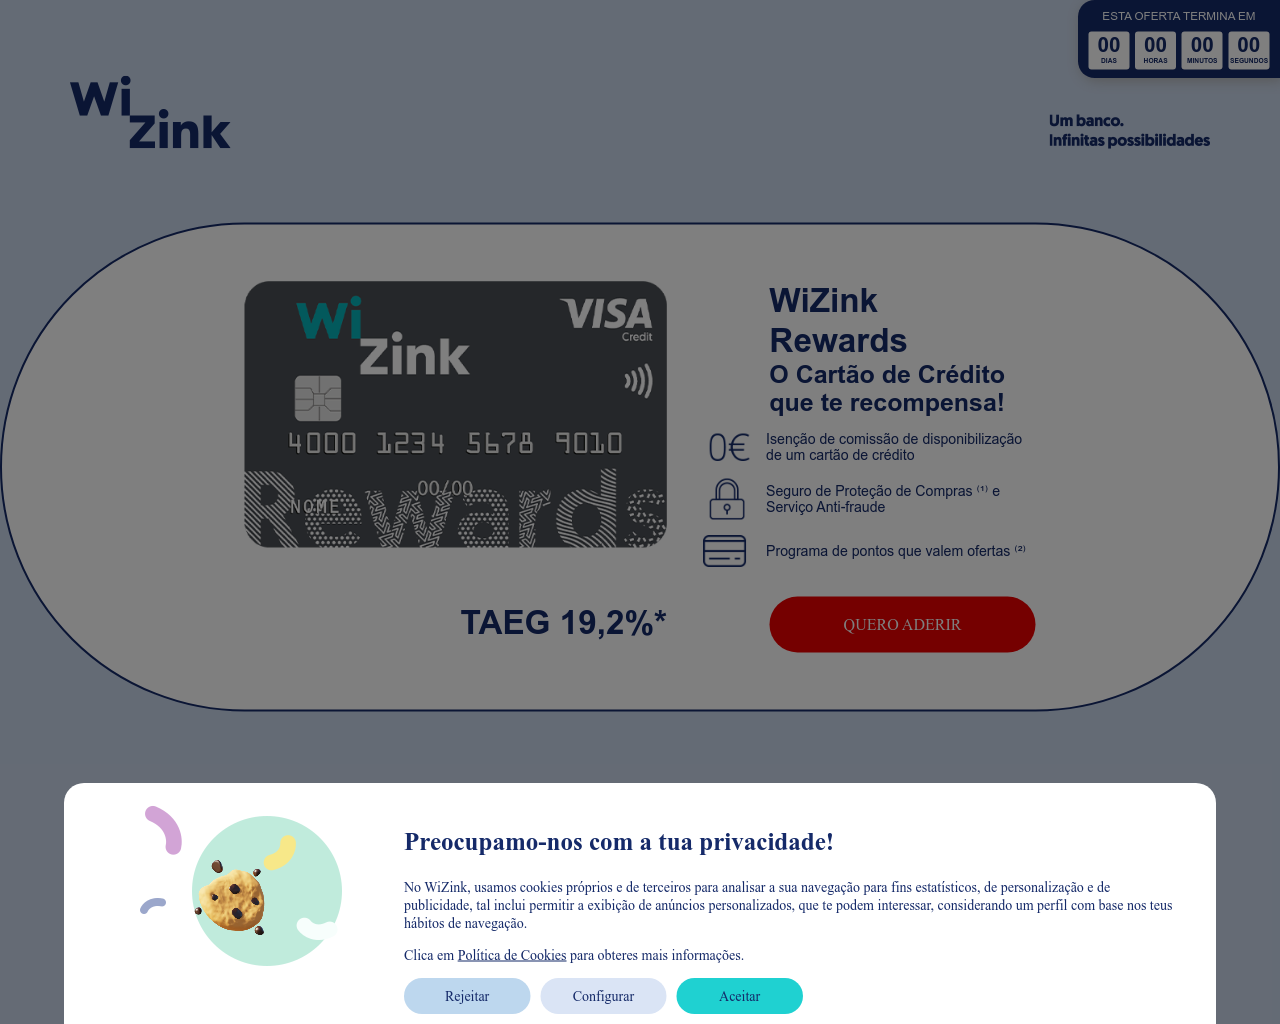 ESTA OFERTA TERMINA EM
00 00 00 00
DIAS HORAS MINUTOS SEGUNDOS
Wi
Zink
Um banco.
Infinitas possibilidades
Wi
Zink
VISA
Credit
4000 1234 5678 9010
00/00
NOME
Rewards
WiZink
Rewards
O Cartão de Crédito
que te recompensa!
0€
Isenção de comissão de disponibilização
de um cartão de crédito
Seguro de Proteção de Compras ⁽¹⁾ e
Serviço Anti-fraude
Programa de pontos que valem ofertas ⁽²⁾
TAEG 19,2%*
QUERO ADERIR
Preocupamo-nos com a tua privacidade!
No WiZink, usamos cookies próprios e de terceiros para analisar a sua navegação para fins estatísticos, de personalização e de
publicidade, tal inclui permitir a exibição de anúncios personalizados, que te podem interessar, considerando um perfil com base nos teus
hábitos de navegação.
Clica em Política de Cookies para obteres mais informações.
Rejeitar
Configurar
Aceitar